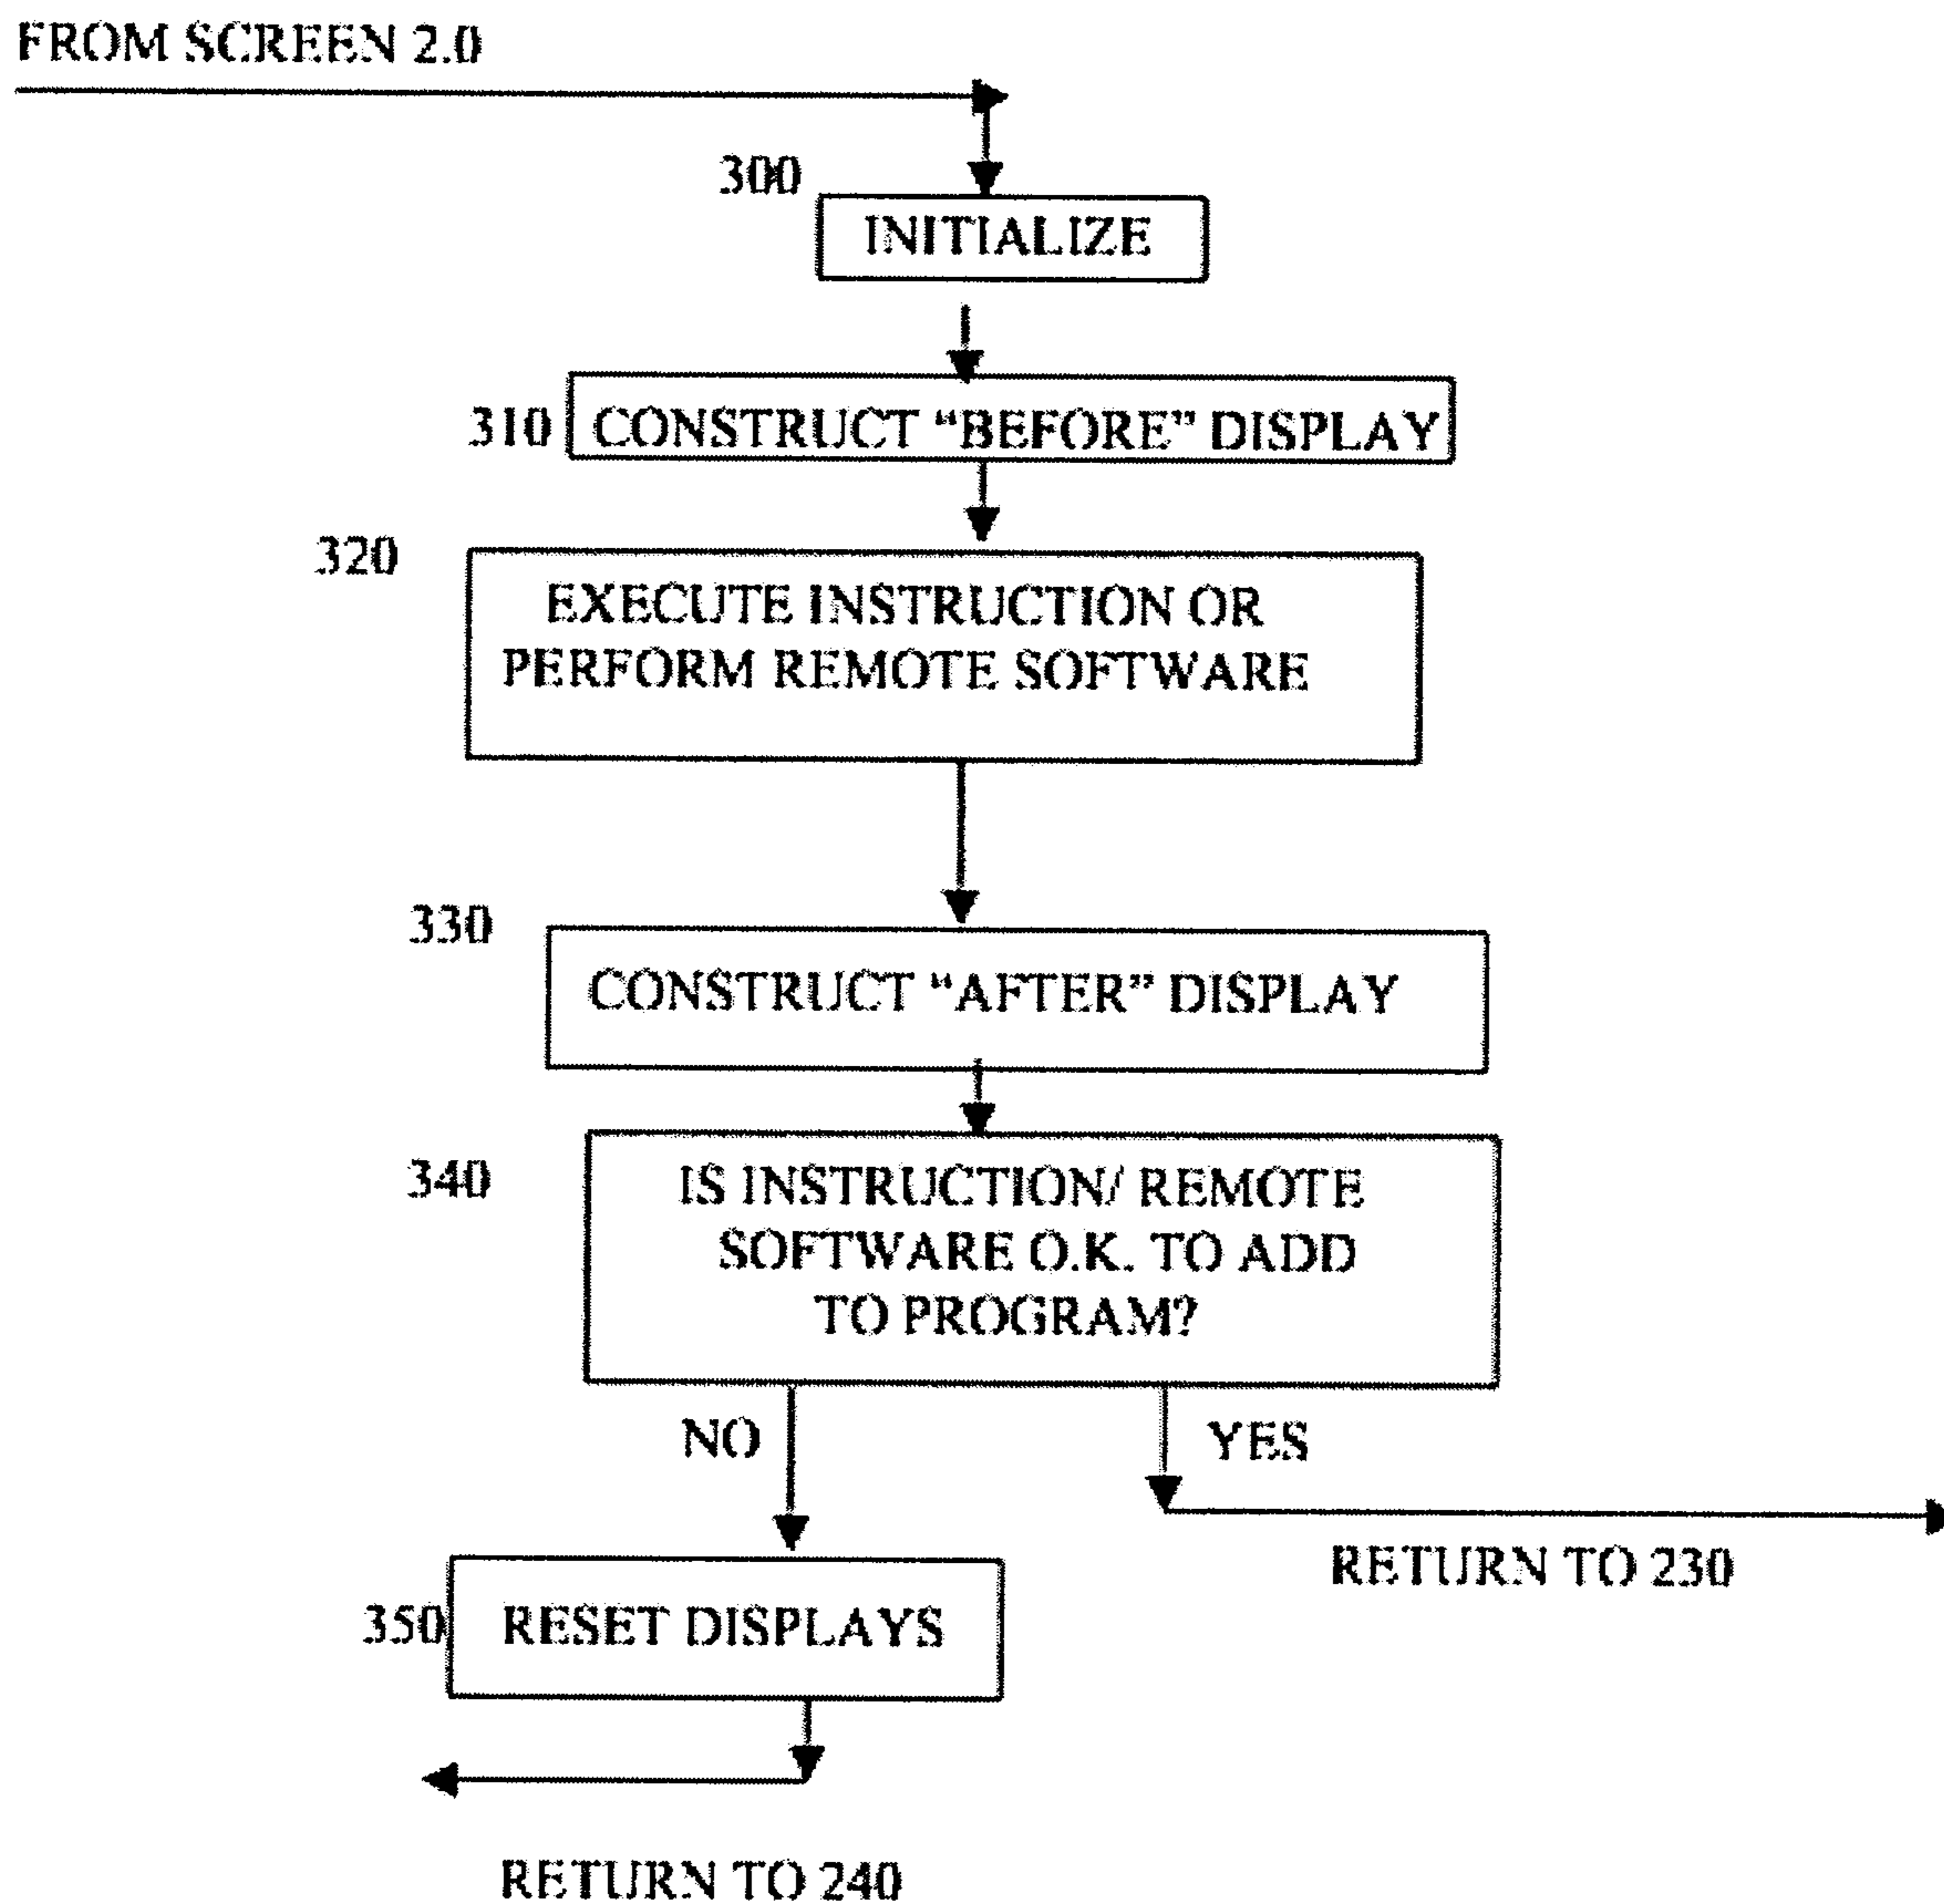 FROM SCREEN 2.0
300
INITIALIZE
310
CONSTRUCT “BEFORE” DISPLAY
320
EXECUTE INSTRUCTION OR
PERFORM REMOTE SOFTWARE
330
CONSTRUCT “AFTER” DISPLAY
340
IS INSTRUCTION/ REMOTE
SOFTWARE O.K. TO ADD
TO PROGRAM?
NO
YES
RETURN TO 230
350
RESET DISPLAYS
RETURN TO 240